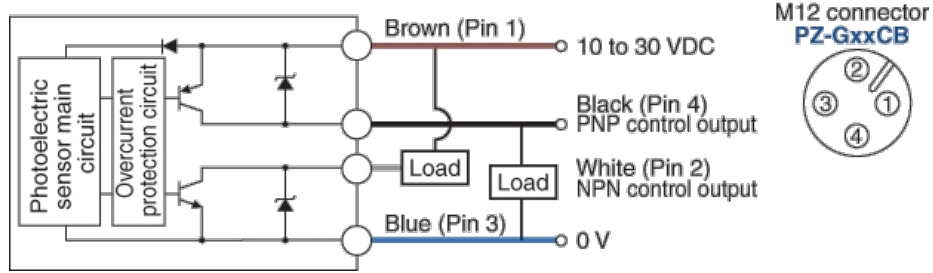 Photoelectric
sensor main
circuit
Overcurrent
protection circuit
Brown (Pin 1)
10 to 30 VDC
Black (Pin 4)
PNP control output
Load
Load
White (Pin 2)
NPN control output
Blue (Pin 3)
0 V
M12 connector
PZ-GxxCB
2
3
1
4